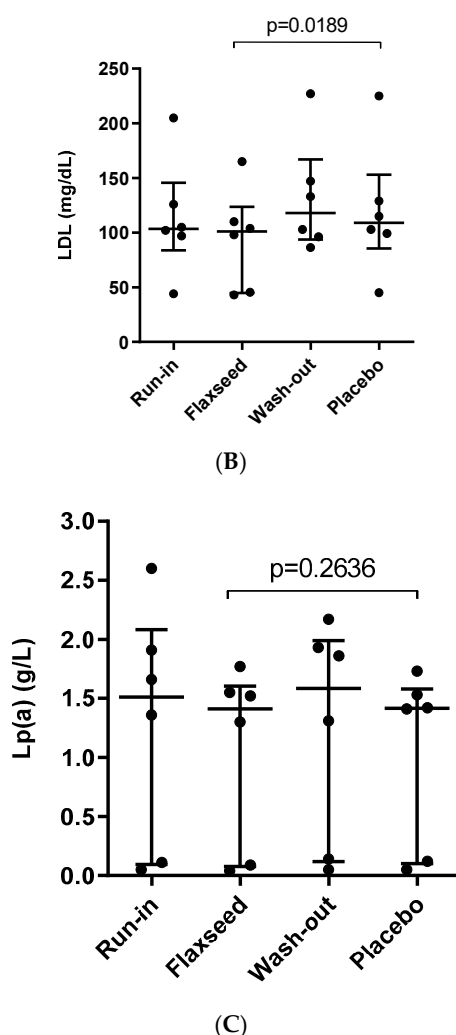 p=0.0189
LDL (mg/dL)
250
200
150
100
50
0
Run-in
Flaxseed
Wash-out
Placebo
(B)
p=0.2636
Lp(a) (g/L)
3.0
2.5
2.0
1.5
1.0
0.5
0.0
Run-in
Flaxseed
Wash-out
Placebo
(C)